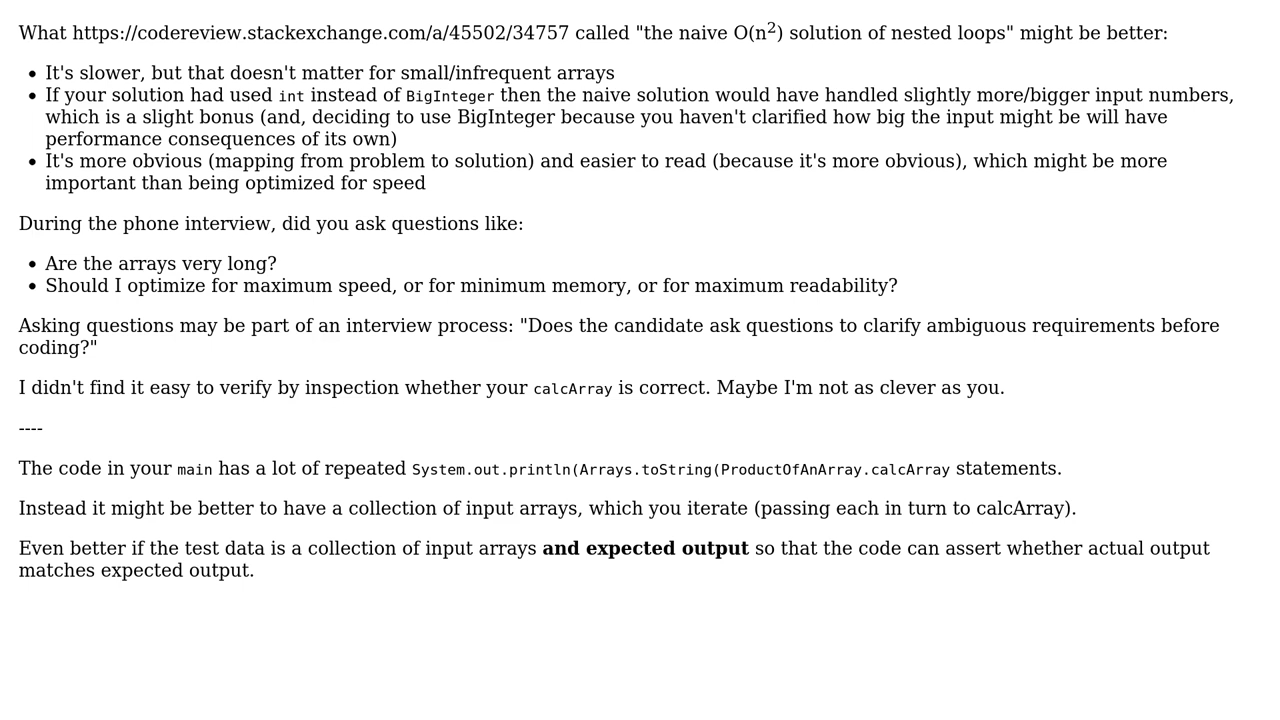 What https://codereview.stackexchange.com/a/45502/34757 called "the naive O(n2) solution of nested loops" might be better:
• It's slower, but that doesn't matter for small/infrequent arrays
• If your solution had used int instead of BigInteger then the naive solution would have handled slightly more/bigger input numbers,
which is a slight bonus (and, deciding to use BigInteger because you haven't clarified how big the input might be will have
performance consequences of its own)
• It's more obvious (mapping from problem to solution) and easier to read (because it's more obvious), which might be more
important than being optimized for speed
During the phone interview, did you ask questions like:
• Are the arrays very long?
• Should I optimize for maximum speed, or for minimum memory, or for maximum readability?
Asking questions may be part of an interview process: "Does the candidate ask questions to clarify ambiguous requirements before
coding?"
I didn't find it easy to verify by inspection whether your calcArray is correct. Maybe I'm not as clever as you.
----
The code in your main has a lot of repeated System.out.println(Arrays.toString(ProductOfAnArray.calcArray statements.
Instead it might be better to have a collection of input arrays, which you iterate (passing each in turn to calcArray).
Even better if the test data is a collection of input arrays and expected output so that the code can assert whether actual output
matches expected output.